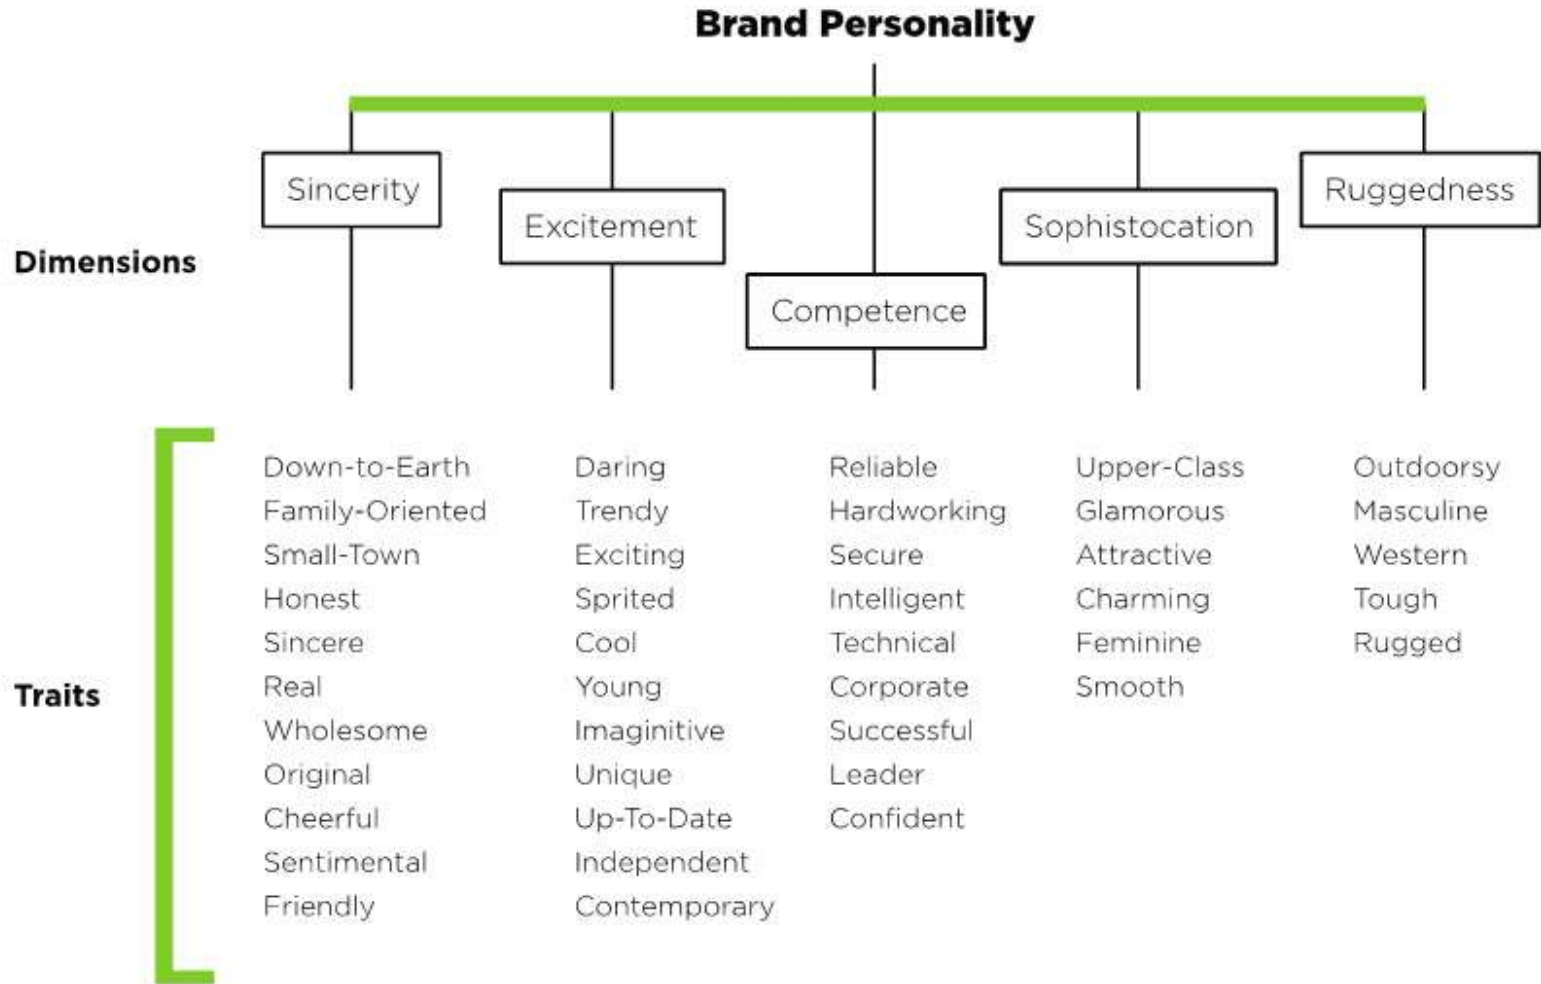 Brand Personality
Sincerity
Excitement
Competence
Sophistocation
Ruggedness
Dimensions
Traits
Down-to-Earth
Family-Oriented
Small-Town
Honest
Sincere
Real
Wholesome
Original
Cheerful
Sentimental
Friendly
Daring
Trendy
Exciting
Sprited
Cool
Young
Imaginitive
Unique
Up-To-Date
Independent
Contemporary
Reliable
Hardworking
Secure
Intelligent
Technical
Corporate
Successful
Leader
Confident
Upper-Class
Glamorous
Attractive
Charming
Feminine
Smooth
Outdoorsy
Masculine
Western
Tough
Rugged